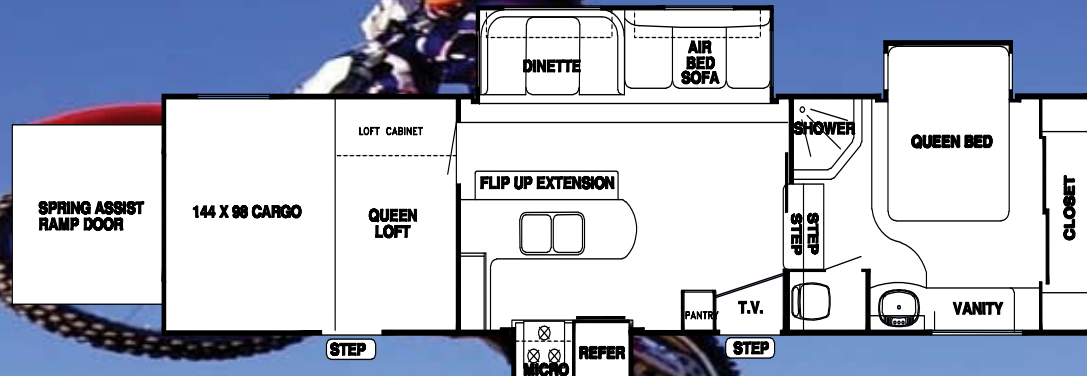 DINETTE
AIR
BED
SOFA
LOFT CABINET
SHOWER
QUEEN BED
FLIP UP EXTENSION
SPRING ASSIST
RAMP DOOR
144 X 98 CARGO
QUEEN
LOFT
STEP
STEP
CLOSET
PANTRY
T.V.
VANITY
STEP
MICRO
REFER
STEP